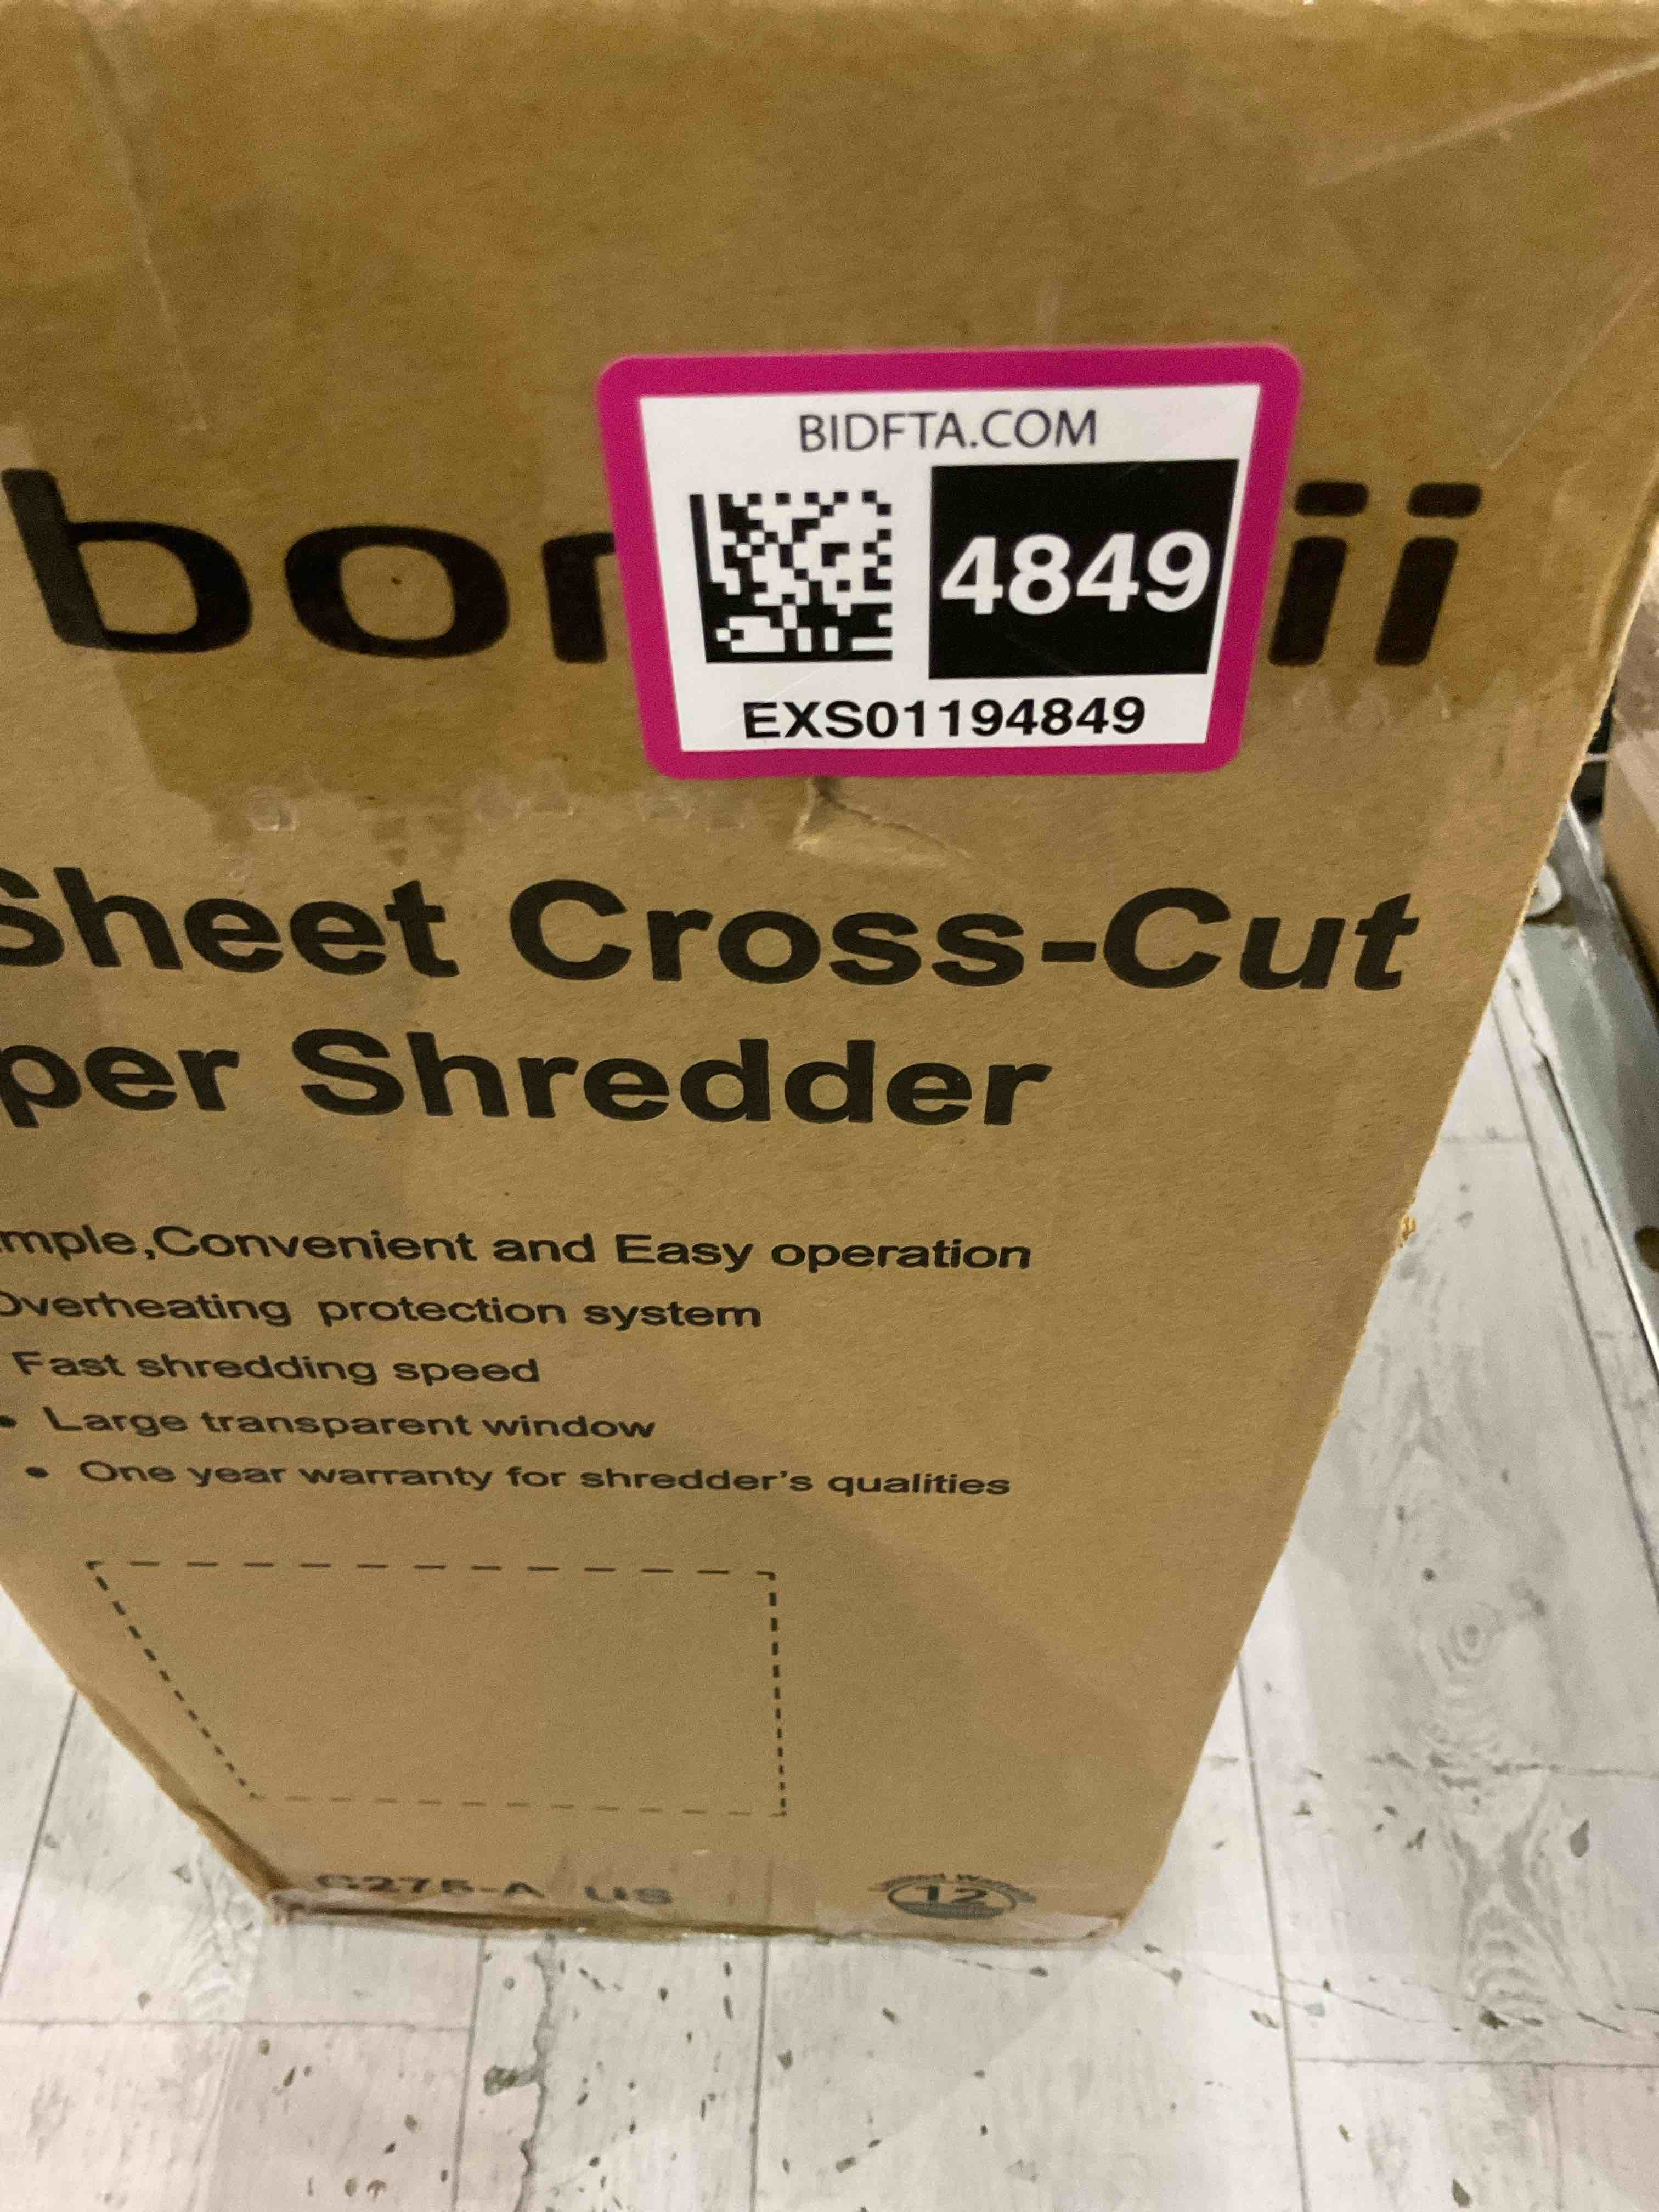 BIDFTA.COM
4849
EXS01194849
bon ii
Sheet Cross-Cut
per Shredder
mple,Convenient and Easy operation
Overheating protection system
Fast shredding speed
• Large transparent window
• One year warranty for shredder's qualities
C275-A US
12